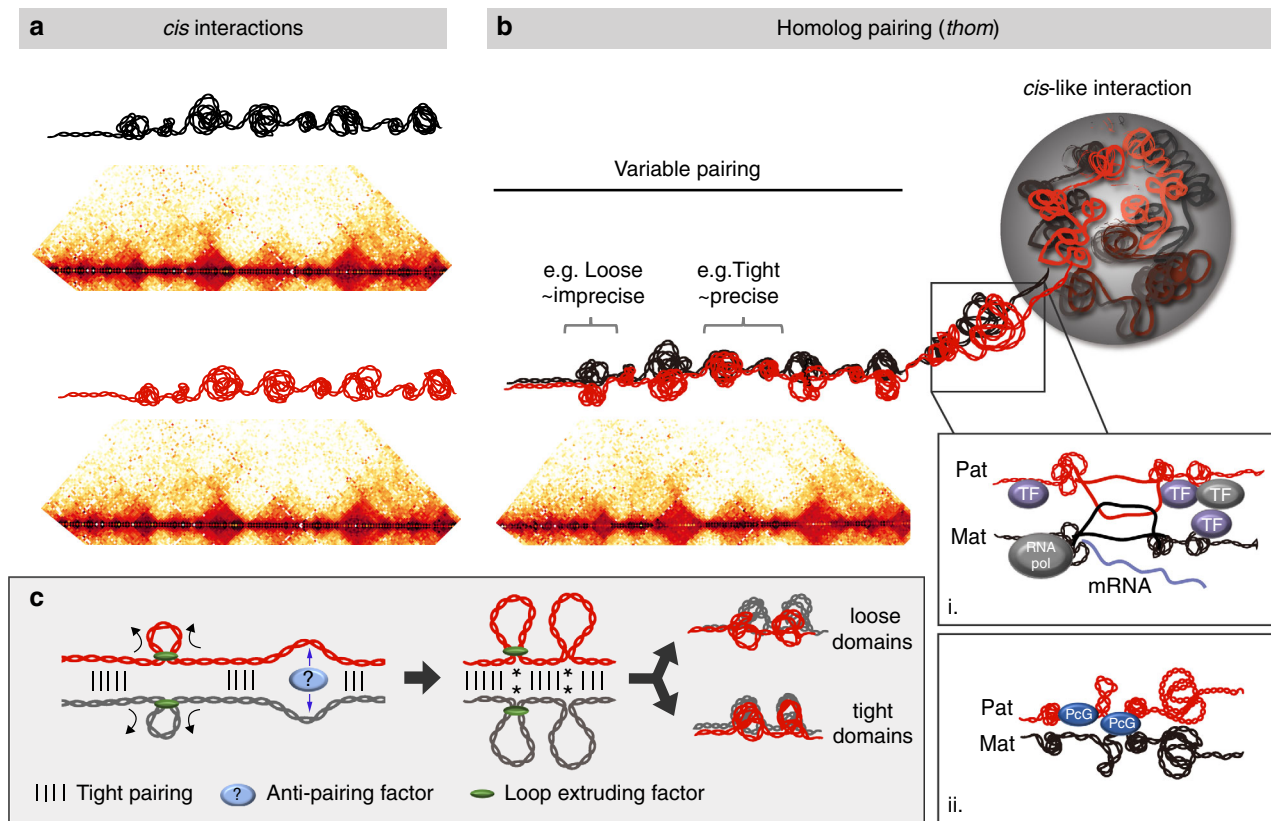 a
cis interactions
b
Homolog pairing (thom)
cis-like interaction
Variable pairing
e.g. Loose
~imprecise
e.g.Tight
~precise
Pat
TF
TF
TF
TF
Mat
RNA
pol
mRNA
i.
Pat
PcG
PcG
Mat
ii.
c
?
* *
* *
loose
domains
tight
domains
Tight pairing
? Anti-pairing factor
Loop extruding factor